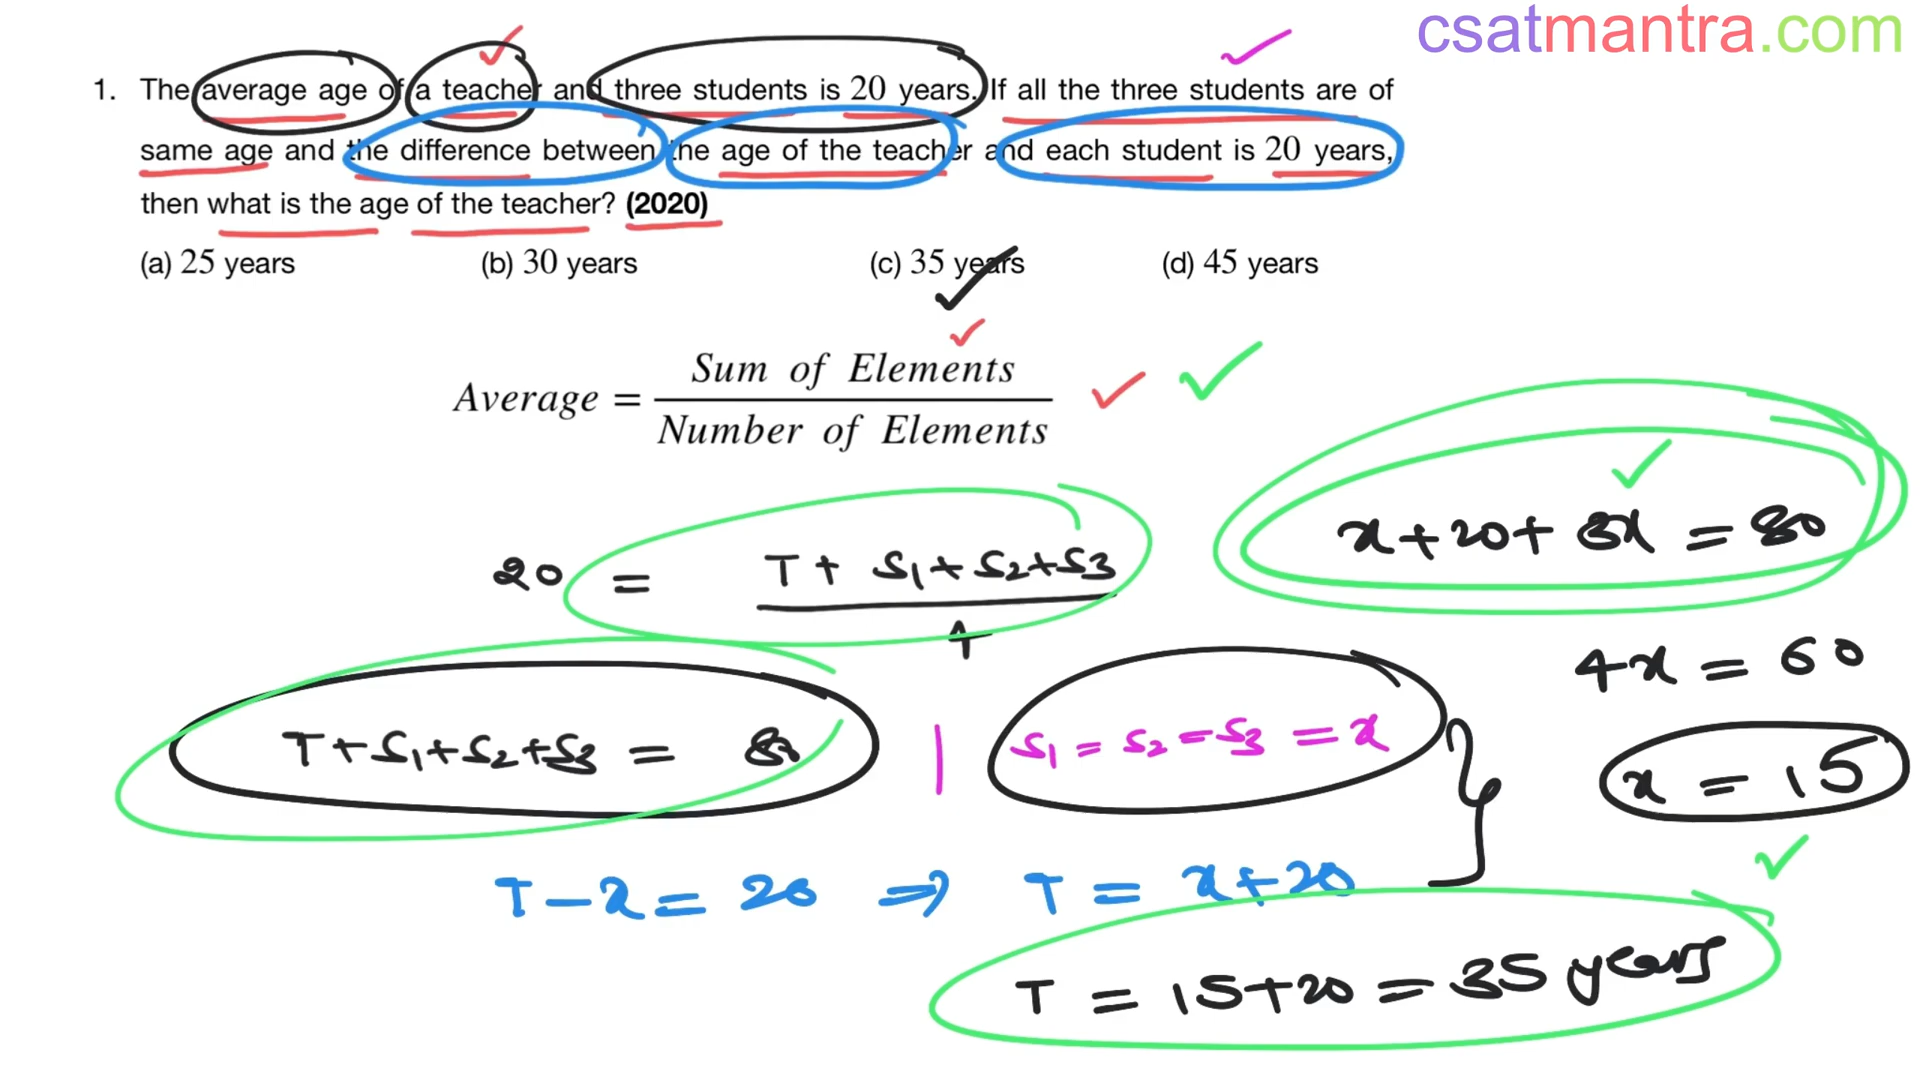 csatmantra.com
1. The average age of a teacher and three students is 20 years. If all the three students are of
same age and the difference between the age of the teacher and each student is 20 years,
then what is the age of the teacher? (2020)
(a) 25 years (b) 30 years (c) 35 years (d) 45 years
Average = Sum of Elements / Number of Elements
20 = T + S1 + S2 + S3 / 4
x + 20 + 3x = 80
4x = 60
T + S1 + S2 + S3 = 80 | S1 = S2 = S3 = x
x = 15
T - x = 20 ⇒ T = x + 20
T = 15 + 20 = 35 years